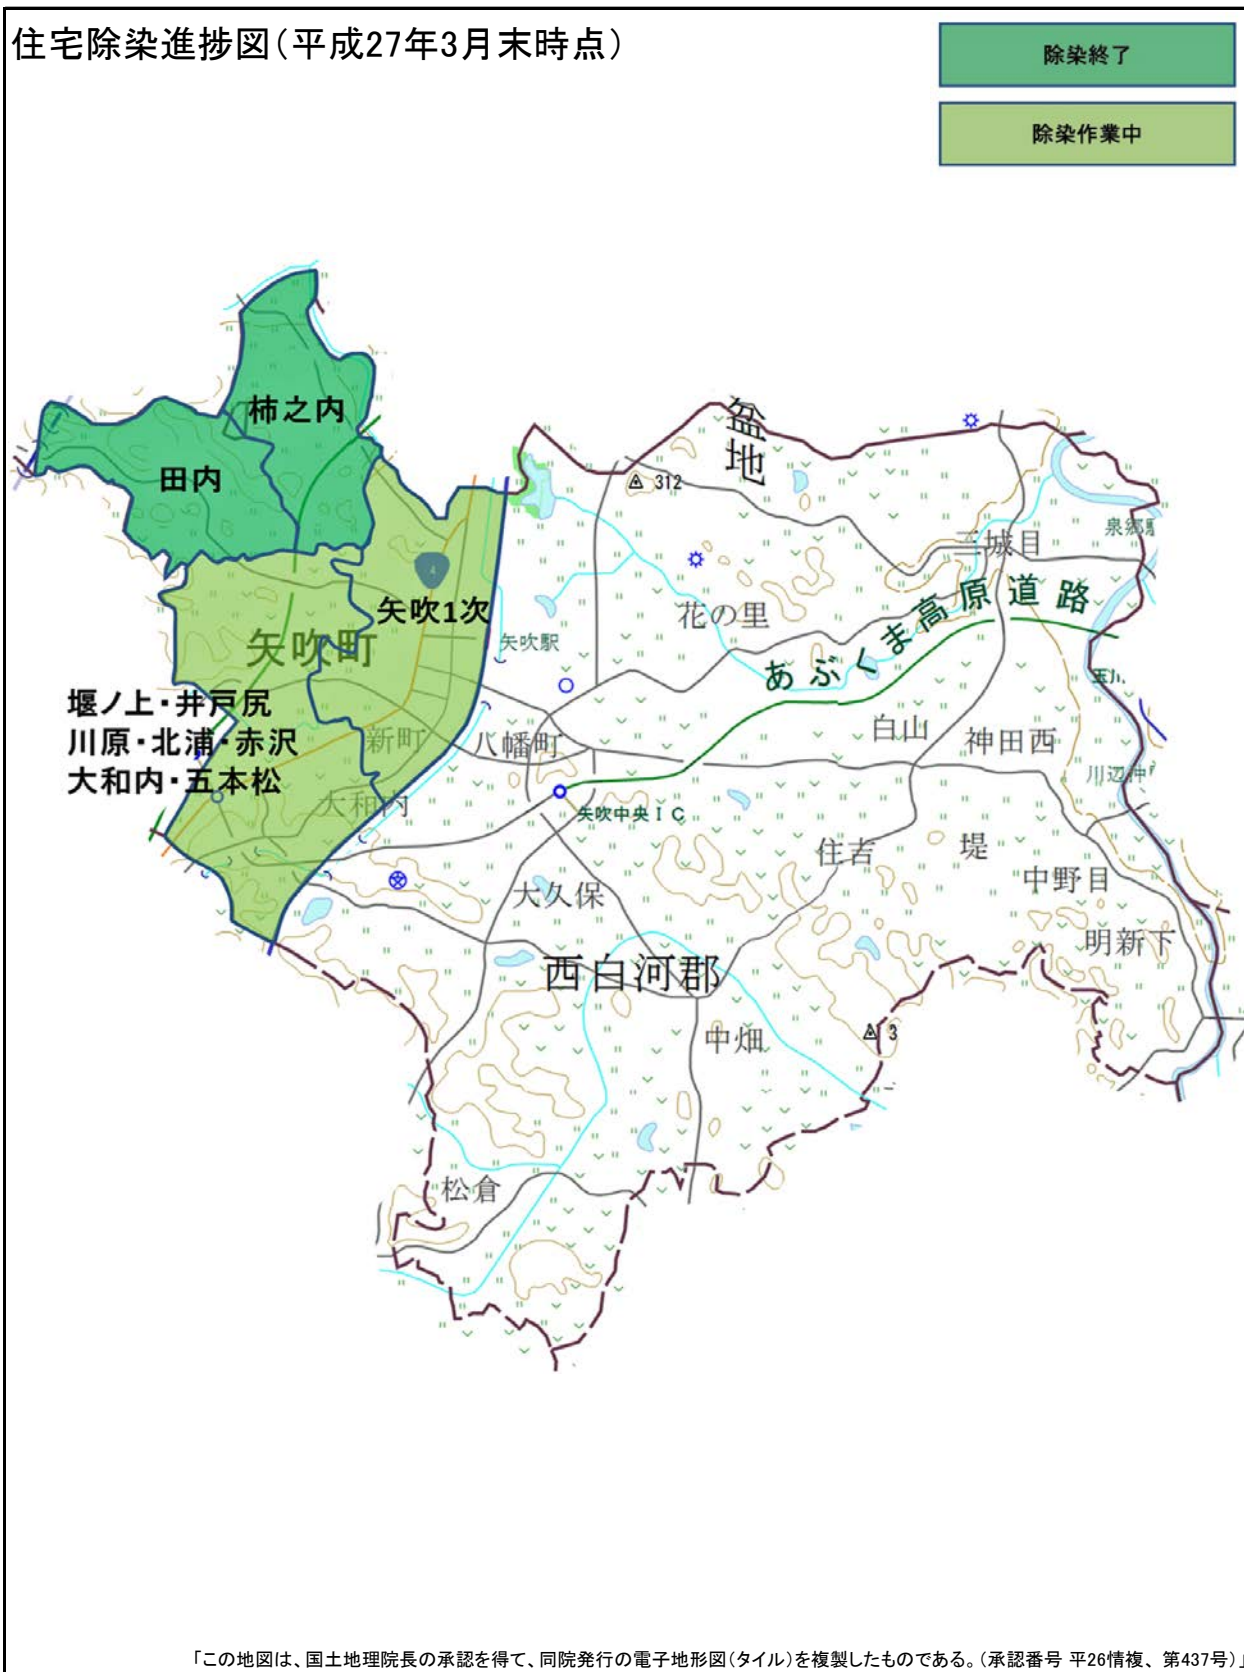 住宅除染進捗図(平成27年3月末時点)
除染終了
除染作業中
柿之内
田内
盆地
312
泉郷
三城目
4
矢吹1次
花の里
あぶくま高原道路
矢吹駅
矢吹町
堰ノ上・井戸尻
川原・北浦・赤沢
大和内・五本松
玉川
新町
八幡町
白山
神田西
川辺沖
大和内
矢吹中央IC
住吉
堤
中野目
大久保
明新下
西白河郡
中畑
3
松倉
「この地図は、国土地理院長の承認を得て、同院発行の電子地形図(タイル)を複製したものである。(承認番号 平26情複、第437号)」